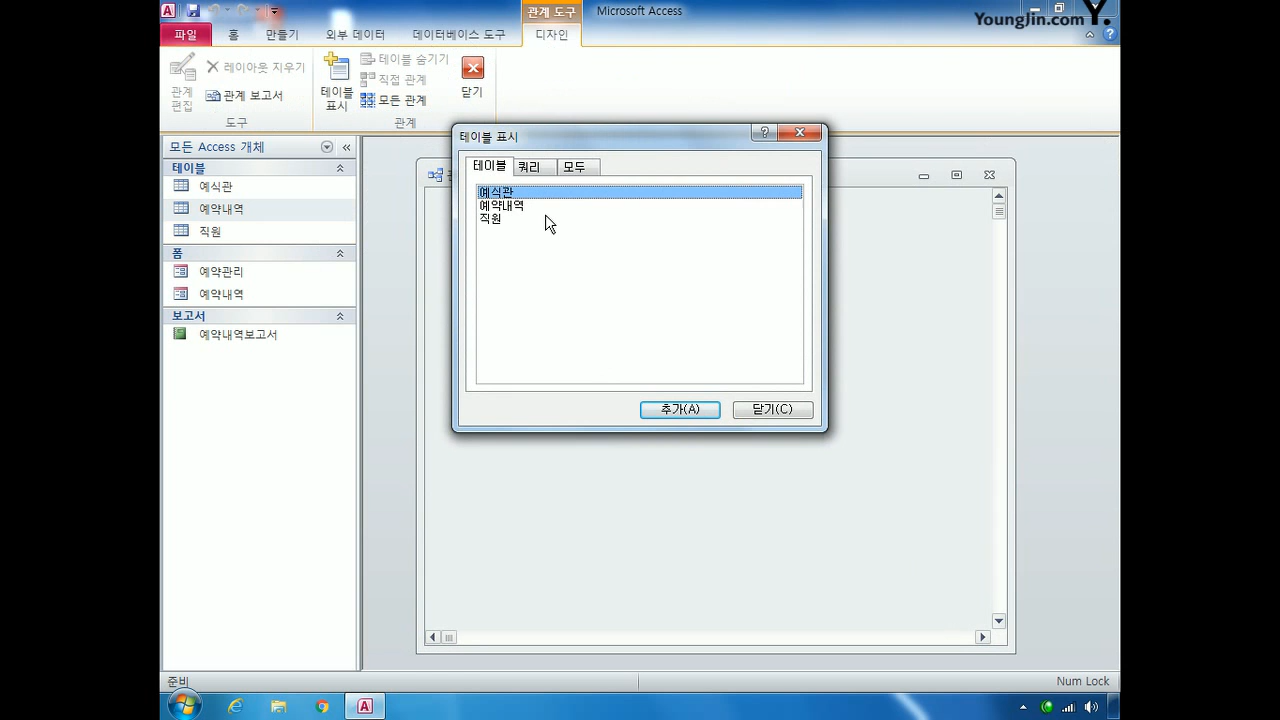 관계 도구
Microsoft Access
YoungJin.com Y.
파일
홈
만들기
외부 데이터
데이터베이스 도구
디자인
관계
편집
레이아웃 지우기
관계 보고서
도구
테이블
표시
테이블 숨기기
직접 관계
모든 관계
관계
닫기
모든 Access 개체
테이블
예식관
예약내역
직원
폼
예약관리
예약내역
보고서
예약내역보고서
테이블 표시
테이블
쿼리
모두
예식관
예약내역
직원
추가(A)
닫기(C)
준비
Num Lock